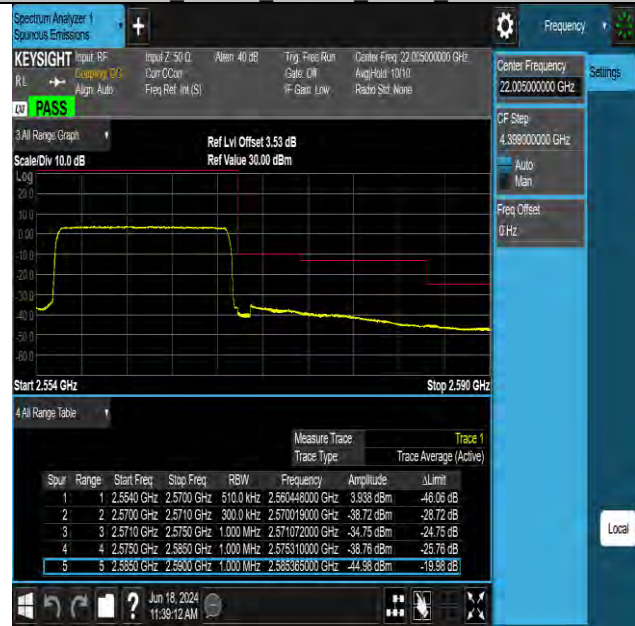 Spectrum Analyzer 1
Spurious Emissions
+
Frequency
KEYSIGHT Input: RF Input Z: 50 Ω Atten: 40 dB Trig: Free Run Center Freq: 22.005000000 GHz
RL Coupling: DC Corr CCorr Gate: Off Avg|Hold: 10/10
Align: Auto Freq Ref: Int (S) IF Gain: Low Radio Std: None
LXI PASS
3 All Range Graph
Ref Lvl Offset 3.53 dB
Scale/Div 10.0 dB Ref Value 30.00 dBm
Log
20.0
10.0
0.00
-10.0
-20.0
-30.0
-40.0
-50.0
-60.0
Start 2.554 GHz Stop 2.590 GHz
4 All Range Table
Measure Trace Trace 1
Trace Type Trace Average (Active)
Spur Range Start Freq Stop Freq RBW Frequency Amplitude ΔLimit
1 1 2.5540 GHz 2.5700 GHz 510.0 kHz 2.560448000 GHz 3.938 dBm -46.06 dB
2 2 2.5700 GHz 2.5710 GHz 300.0 kHz 2.570019000 GHz -38.72 dBm -28.72 dB
3 3 2.5710 GHz 2.5750 GHz 1.000 MHz 2.571072000 GHz -34.75 dBm -24.75 dB
4 4 2.5750 GHz 2.5850 GHz 1.000 MHz 2.575310000 GHz -38.76 dBm -25.76 dB
5 5 2.5850 GHz 2.5900 GHz 1.000 MHz 2.585365000 GHz -44.98 dBm -19.98 dB
Center Frequency
22.005000000 GHz
Settings
CF Step
4.399000000 GHz
Auto
Man
Freq Offset
0 Hz
Local
?
Jun 18, 2024
11:39:12 AM